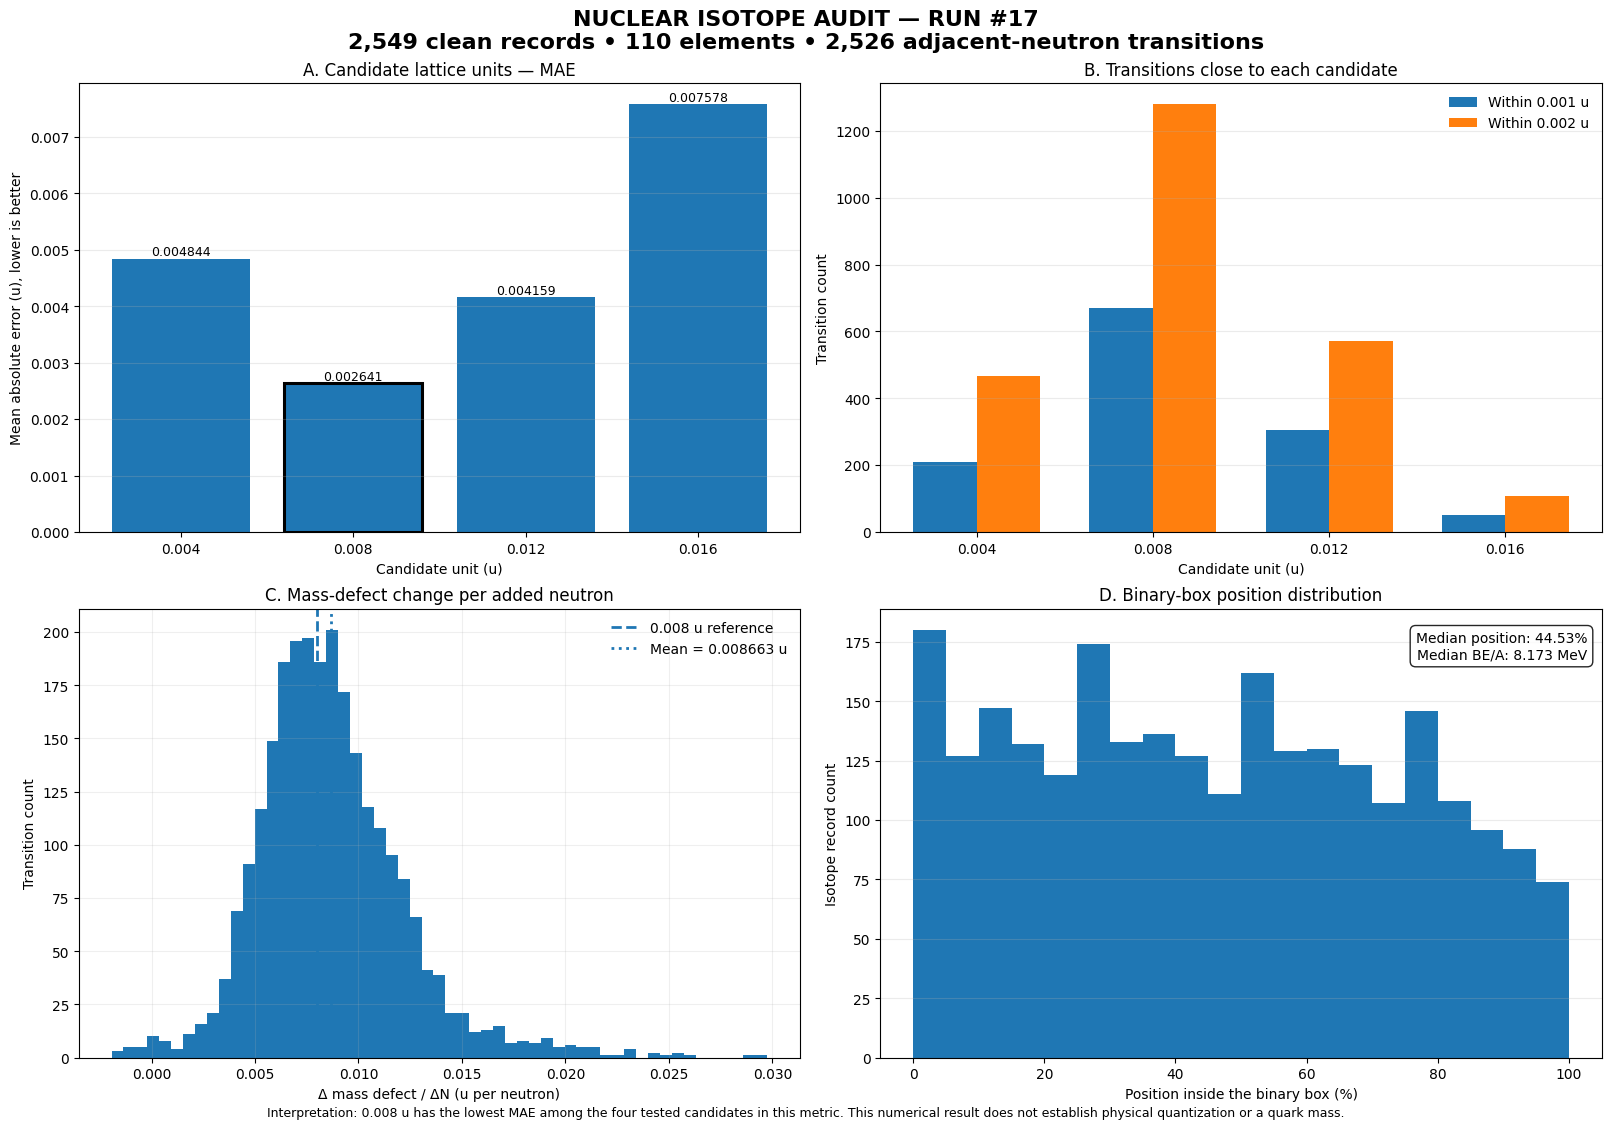 NUCLEAR ISOTOPE AUDIT — RUN #17
2,549 clean records • 110 elements • 2,526 adjacent-neutron transitions
A. Candidate lattice units — MAE
Mean absolute error (u), lower is better
0.007
0.006
0.005
0.004
0.003
0.002
0.001
0.000
0.004844
0.002641
0.004159
0.007578
0.004
0.008
0.012
0.016
Candidate unit (u)
B. Transitions close to each candidate
Transition count
1200
1000
800
600
400
200
0
Within 0.001 u
Within 0.002 u
0.004
0.008
0.012
0.016
Candidate unit (u)
C. Mass-defect change per added neutron
Transition count
200
175
150
125
100
75
50
25
0
0.008 u reference
Mean = 0.008663 u
0.000
0.005
0.010
0.015
0.020
0.025
0.030
Δ mass defect / ΔN (u per neutron)
D. Binary-box position distribution
Isotope record count
175
150
125
100
75
50
25
0
Median position: 44.53%
Median BE/A: 8.173 MeV
0
20
40
60
80
100
Position inside the binary box (%)
Interpretation: 0.008 u has the lowest MAE among the four tested candidates in this metric. This numerical result does not establish physical quantization or a quark mass.